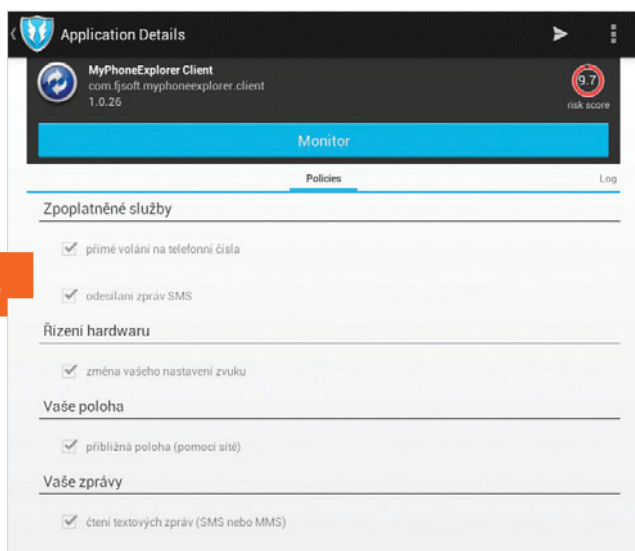 Application Details
MyPhoneExplorer Client
com.fjsoft.myphoneexplorer.client
1.0.26
9.7
risk score
Monitor
Policies
Log
Zpoplatněné služby
přímé volání na telefonní čísla
odesílaní zpráv SMS
Řízení hardwaru
změna vašeho nastavení zvuku
Vaše poloha
přibližná poloha (pomocí sítě)
Vaše zprávy
čtení textových zpráv (SMS nebo MMS)